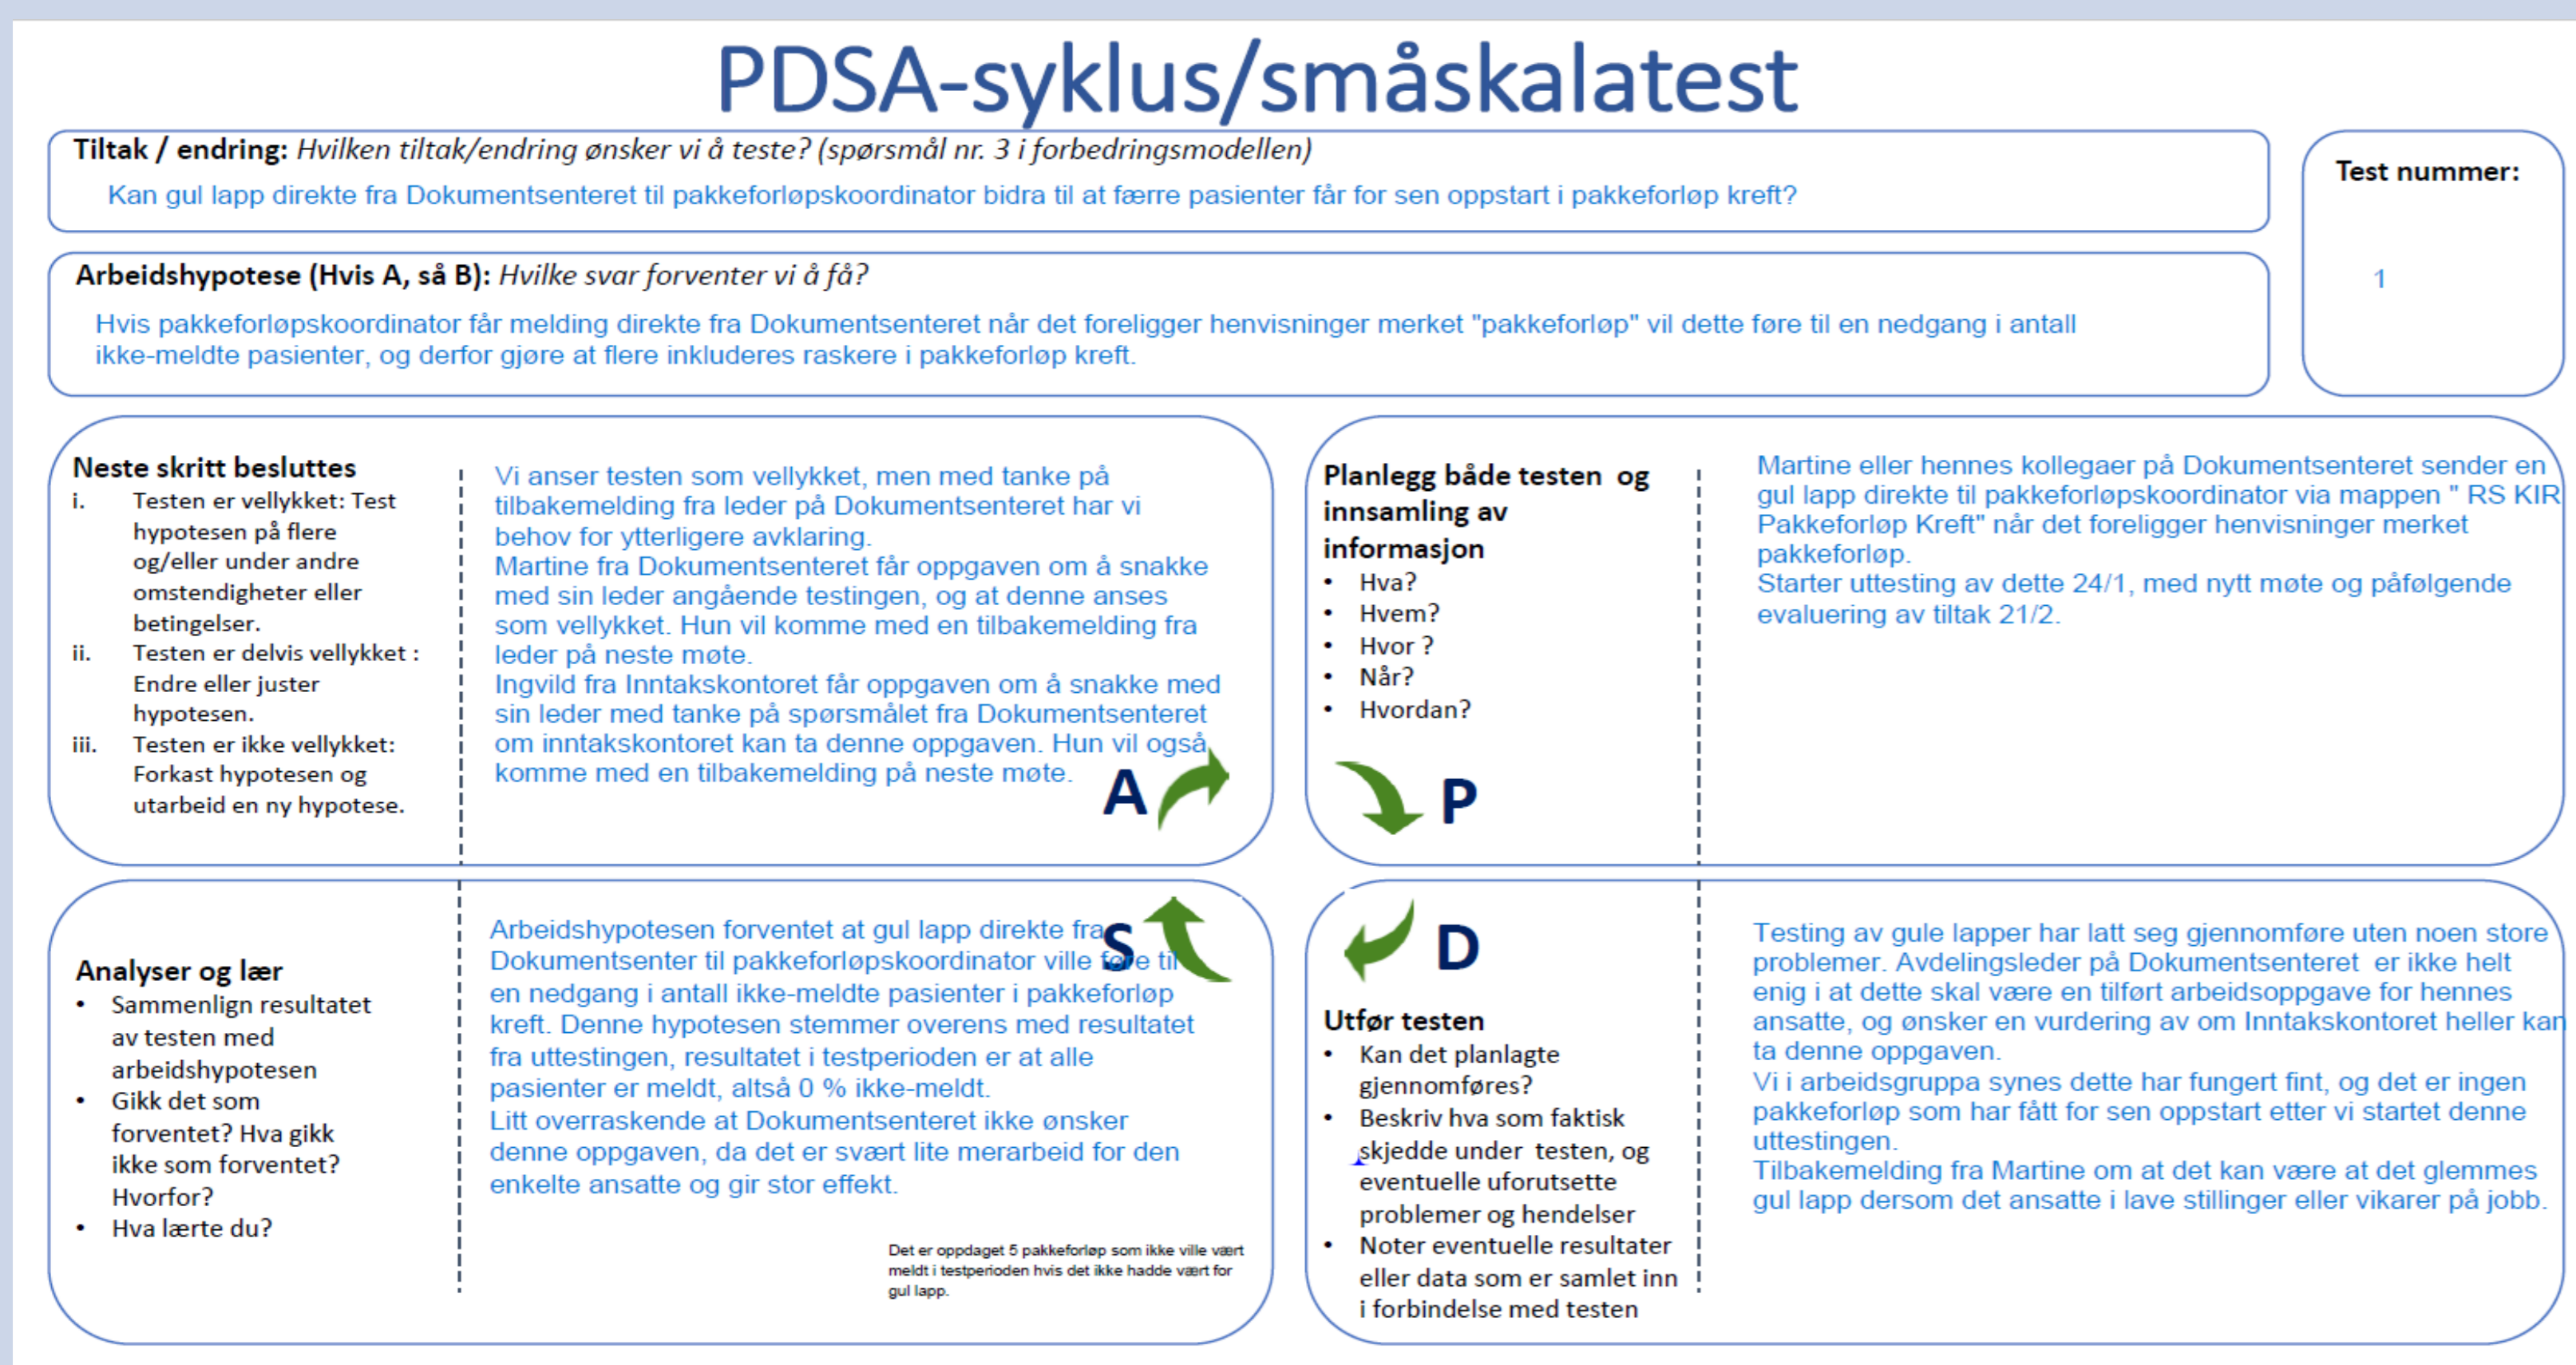 PDSA-syklus/småskalatest
Tiltak / endring: Hvilken tiltak/endring ønsker vi å teste? (spørsmål nr. 3 i forbedringsmodellen)
Kan gul lapp direkte fra Dokumentsenteret til pakkeforløpskoordinator bidra til at færre pasienter får for sen oppstart i pakkeforløp kreft?
Test nummer:
1
Arbeidshypotese (Hvis A, så B): Hvilke svar forventer vi å få?
Hvis pakkeforløpskoordinator får melding direkte fra Dokumentsenteret når det foreligger henvisninger merket "pakkeforløp" vil dette føre til en nedgang i antall
ikke-meldte pasienter, og derfor gjøre at flere inkluderes raskere i pakkeforløp kreft.
Neste skritt besluttes
i. Testen er vellykket: Test
hypotesen på flere
og/eller under andre
omstendigheter eller
betingelser.
ii. Testen er delvis vellykket :
Endre eller juster
hypotesen.
iii. Testen er ikke vellykket:
Forkast hypotesen og
utarbeid en ny hypotese.
Vi anser testen som vellykket, men med tanke på
tilbakemelding fra leder på Dokumentsenteret har vi
behov for ytterligere avklaring.
Martine fra Dokumentsenteret får oppgaven om å snakke
med sin leder angående testingen, og at denne anses
som vellykket. Hun vil komme med en tilbakemelding fra
leder på neste møte.
Ingvild fra Inntakskontoret får oppgaven om å snakke med
sin leder med tanke på spørsmålet fra Dokumentsenteret
om inntakskontoret kan ta denne oppgaven. Hun vil også
komme med en tilbakemelding på neste møte.
A
Planlegg både testen og
innsamling av
informasjon
• Hva?
• Hvem?
• Hvor ?
• Når?
• Hvordan?
P
Martine eller hennes kollegaer på Dokumentsenteret sender en
gul lapp direkte til pakkeforløpskoordinator via mappen " RS KIR
Pakkeforløp Kreft" når det foreligger henvisninger merket
pakkeforløp.
Starter uttesting av dette 24/1, med nytt møte og påfølgende
evaluering av tiltak 21/2.
Analyser og lær
• Sammenlign resultatet
av testen med
arbeidshypotesen
• Gikk det som
forventet? Hva gikk
ikke som forventet?
Hvorfor?
• Hva lærte du?
Arbeidshypotesen forventet at gul lapp direkte fra
Dokumentsenter til pakkeforløpskoordinator ville føre til
en nedgang i antall ikke-meldte pasienter i pakkeforløp
kreft. Denne hypotesen stemmer overens med resultatet
fra uttestingen, resultatet i testperioden er at alle
pasienter er meldt, altså 0 % ikke-meldt.
Litt overraskende at Dokumentsenteret ikke ønsker
denne oppgaven, da det er svært lite merarbeid for den
enkelte ansatte og gir stor effekt.
S
Det er oppdaget 5 pakkeforløp som ikke ville vært
meldt i testperioden hvis det ikke hadde vært for
gul lapp.
D
Utfør testen
• Kan det planlagte
gjennomføres?
• Beskriv hva som faktisk
skjedde under testen, og
eventuelle uforutsette
problemer og hendelser
• Noter eventuelle resultater
eller data som er samlet inn
i forbindelse med testen
Testing av gule lapper har latt seg gjennomføre uten noen store
problemer. Avdelingsleder på Dokumentsenteret er ikke helt
enig i at dette skal være en tilført arbeidsoppgave for hennes
ansatte, og ønsker en vurdering av om Inntakskontoret heller kan
ta denne oppgaven.
Vi i arbeidsgruppa synes dette har fungert fint, og det er ingen
pakkeforløp som har fått for sen oppstart etter vi startet denne
uttestingen.
Tilbakemelding fra Martine om at det kan være at det glemmes
gul lapp dersom det ansatte i lave stillinger eller vikarer på jobb.